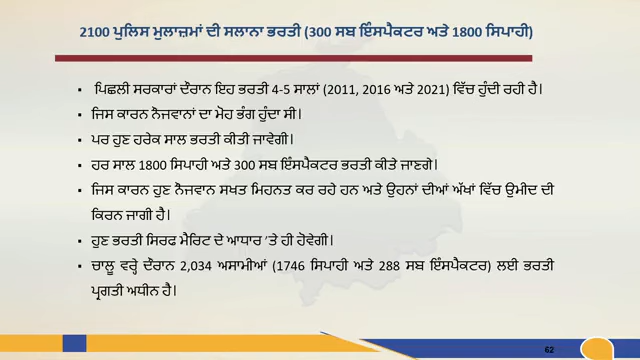 2100 ਪੁਲਿਸ ਮੁਲਾਜ਼ਮਾਂ ਦੀ ਸਲਾਨਾ ਭਰਤੀ (300 ਸਬ ਇੰਸਪੈਕਟਰ ਅਤੇ 1800 ਸਿਪਾਹੀ)
▪ ਪਿਛਲੀ ਸਰਕਾਰਾਂ ਦੌਰਾਨ ਇਹ ਭਰਤੀ 4-5 ਸਾਲਾਂ (2011, 2016 ਅਤੇ 2021) ਵਿੱਚ ਹੁੰਦੀ ਰਹੀ ਹੈ।
▪ ਜਿਸ ਕਾਰਨ ਨੌਜਵਾਨਾਂ ਦਾ ਮੋਹ ਭੰਗ ਹੁੰਦਾ ਸੀ।
▪ ਪਰ ਹੁਣ ਹਰੇਕ ਸਾਲ ਭਰਤੀ ਕੀਤੀ ਜਾਵੇਗੀ।
▪ ਹਰ ਸਾਲ 1800 ਸਿਪਾਹੀ ਅਤੇ 300 ਸਬ ਇੰਸਪੈਕਟਰ ਭਰਤੀ ਕੀਤੇ ਜਾਣਗੇ।
▪ ਜਿਸ ਕਾਰਨ ਹੁਣ ਨੌਜਵਾਨ ਸਖਤ ਮਿਹਨਤ ਕਰ ਰਹੇ ਹਨ ਅਤੇ ਉਹਨਾਂ ਦੀਆਂ ਅੱਖਾਂ ਵਿੱਚ ਉਮੀਦ ਦੀ
ਕਿਰਨ ਜਾਗੀ ਹੈ।
▪ ਹੁਣ ਭਰਤੀ ਸਿਰਫ ਮੈਰਿਟ ਦੇ ਆਧਾਰ 'ਤੇ ਹੀ ਹੋਵੇਗੀ।
▪ ਚਾਲੂ ਵਰ੍ਹੇ ਦੌਰਾਨ 2,034 ਅਸਾਮੀਆਂ (1746 ਸਿਪਾਹੀ ਅਤੇ 288 ਸਬ ਇੰਸਪੈਕਟਰ) ਲਈ ਭਰਤੀ
ਪ੍ਰਗਤੀ ਅਧੀਨ ਹੈ।
62